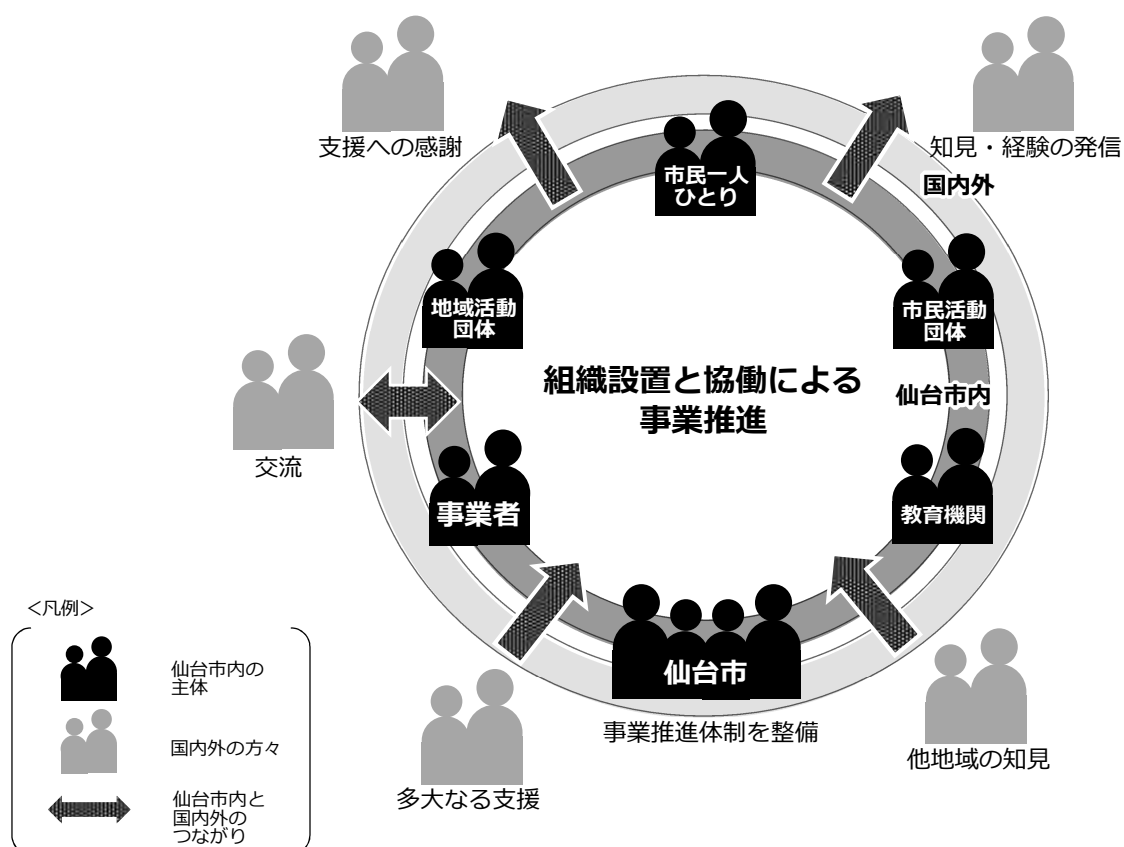 支援への感謝
知見・経験の発信
国内外
市民一人
ひとり
地域活動
団体
市民活動
団体
組織設置と協働による
事業推進
仙台市内
交流
事業者
教育機関
仙台市
事業推進体制を整備
多大なる支援
他地域の知見
＜凡例＞
仙台市内の
主体
国内外の方々
仙台市内と
国内外の
つながり